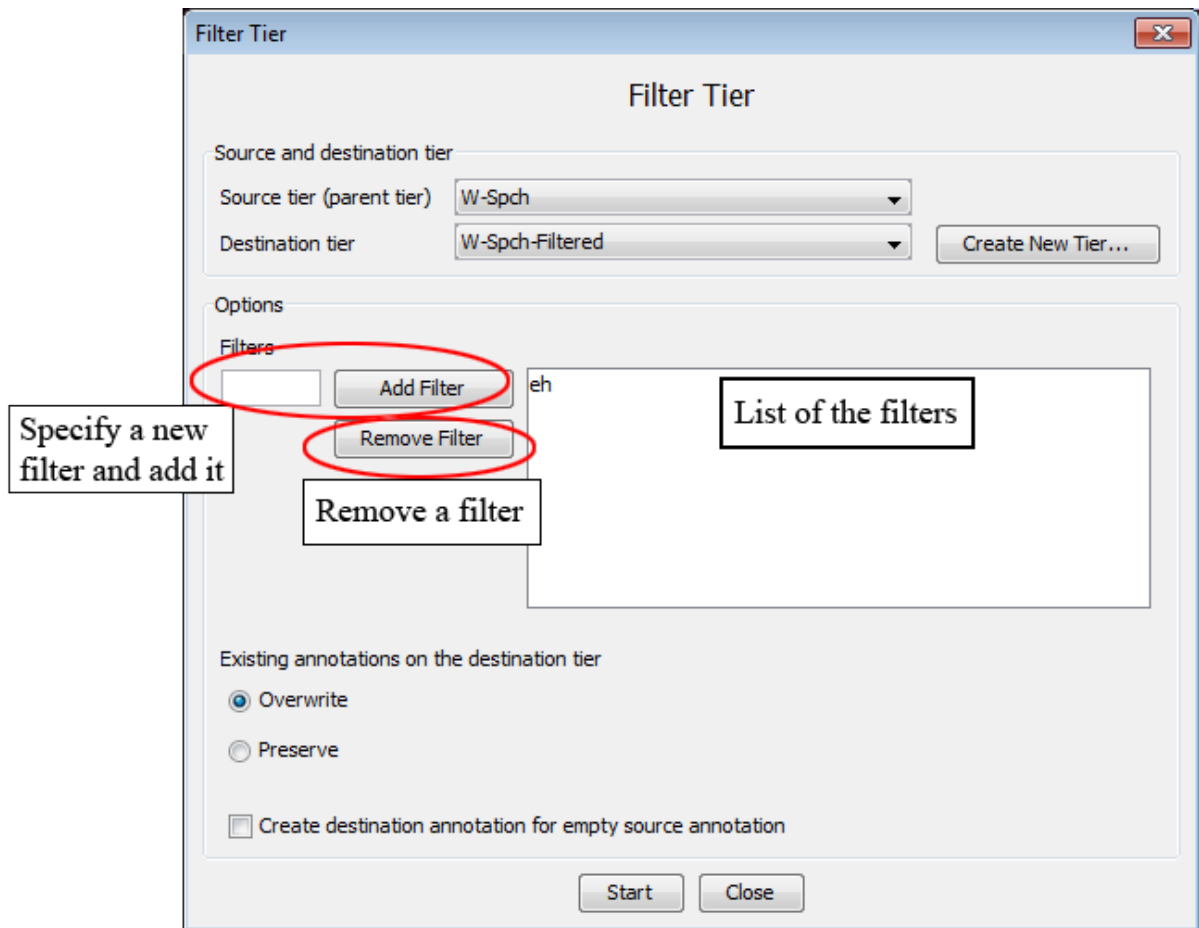 Filter Tier
Filter Tier
Source and destination tier
Source tier (parent tier) W-Spch
Destination tier W-Spch-Filtered Create New Tier...
Options
Filters
Add Filter eh
List of the filters
Specify a new
filter and add it
Remove Filter
Remove a filter
Existing annotations on the destination tier
Overwrite
Preserve
Create destination annotation for empty source annotation
Start Close